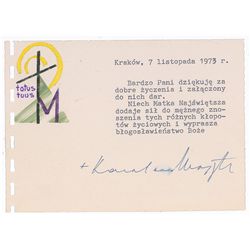 totus
tuus
M
Kraków, 7 listopada 1973 r.
Bardzo Pani dziękuję za
dobre życzenia i załączony
do nich dar.
Niech Matka Najświętsza
dodaje sił do mężnego zno-
szenia tych różnych kłopo-
tów życiowych i wyprasza
błogosławieństwo Boże
+ Karol